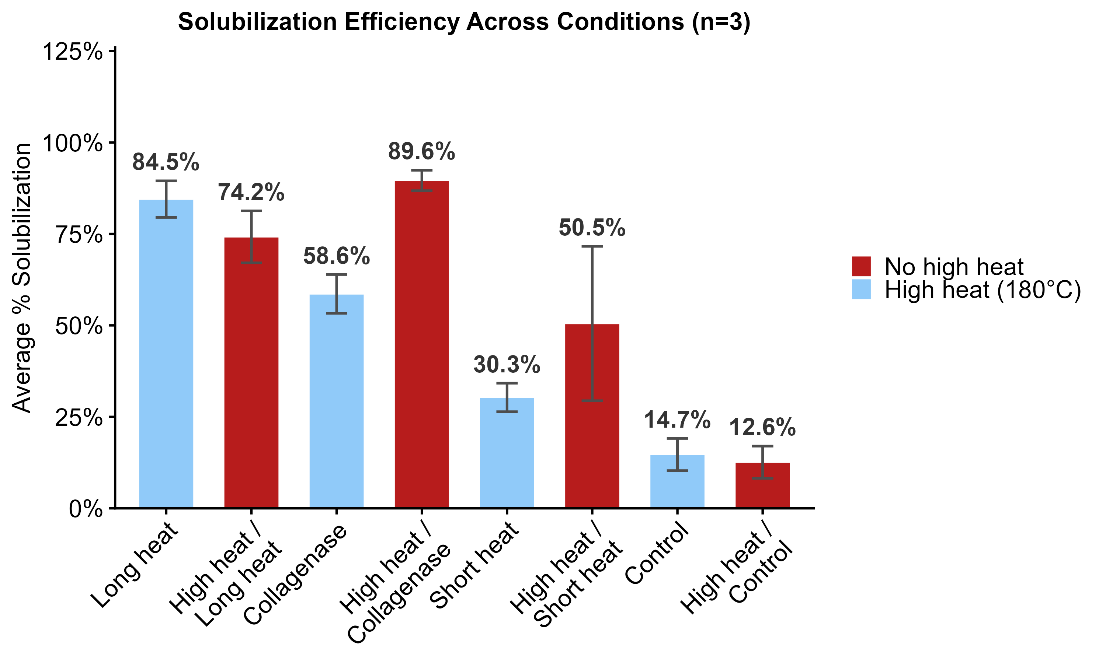 Solubilization Efficiency Across Conditions (n=3)
Average % Solubilization
125%
100%
75%
50%
25%
0%
84.5%
74.2%
58.6%
89.6%
30.3%
50.5%
14.7%
12.6%
Long heat
High heat /
Long heat
Collagenase
High heat /
Collagenase
Short heat
High heat /
Short heat
Control
High heat /
Control
No high heat
High heat (180°C)